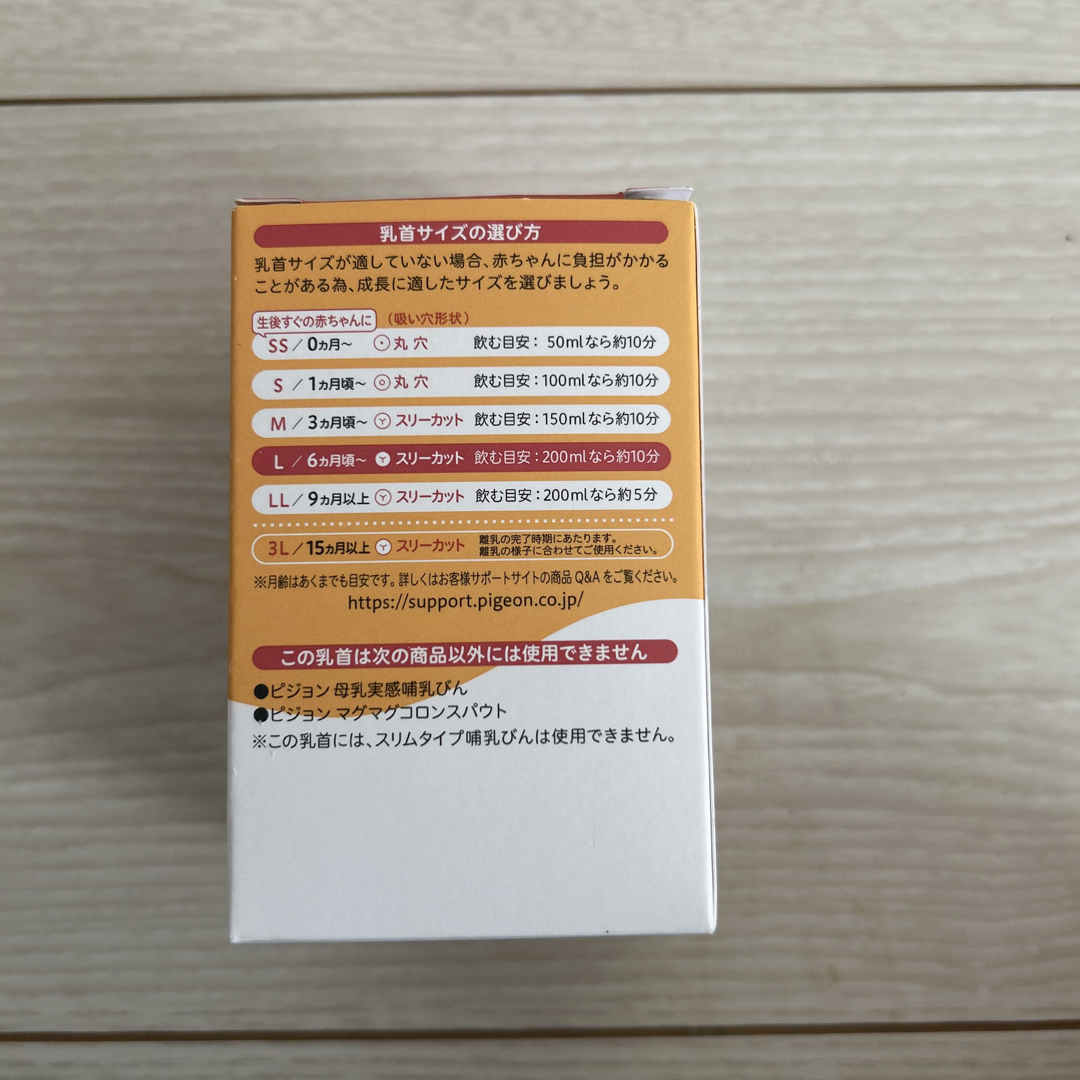 乳首サイズの選び方
乳首サイズが適していない場合、赤ちゃんに負担がかかる
ことがある為、成長に適したサイズを選びましょう。
生後すぐの赤ちゃんに (吸い穴形状)
SS/0ヵ月〜 丸穴 飲む目安:50mlなら約10分
S/1ヵ月頃〜 丸穴 飲む目安:100mlなら約10分
M/3ヵ月頃〜 スリーカット 飲む目安:150mlなら約10分
L/6ヵ月頃〜 スリーカット 飲む目安:200mlなら約10分
LL/9ヵ月以上 スリーカット 飲む目安:200mlなら約5分
3L/15ヵ月以上 スリーカット 離乳の完了時期にあたります。
離乳の様子に合わせてご使用ください。
※月齢はあくまでも目安です。詳しくはお客様サポートサイトの商品Q&Aをご覧ください。
https://support.pigeon.co.jp/
この乳首は次の商品以外には使用できません
●ピジョン 母乳実感哺乳びん
●ピジョン マグマグコロンスパウト
※この乳首には、スリムタイプ哺乳びんは使用できません。